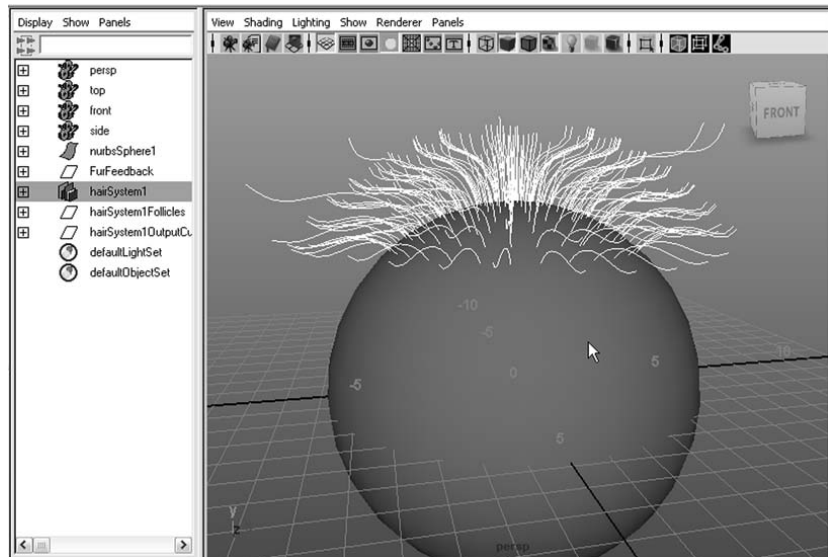 Display Show Panels
View Shading Lighting Show Renderer Panels
persp
top
front
side
nurbsSphere1
FurFeedback
hairSystem1
hairSystem1Follicles
hairSystem1OutputCu
defaultLightSet
defaultObjectSet
FRONT
-10
-5
0
-5
5
10
5
y
z
persp